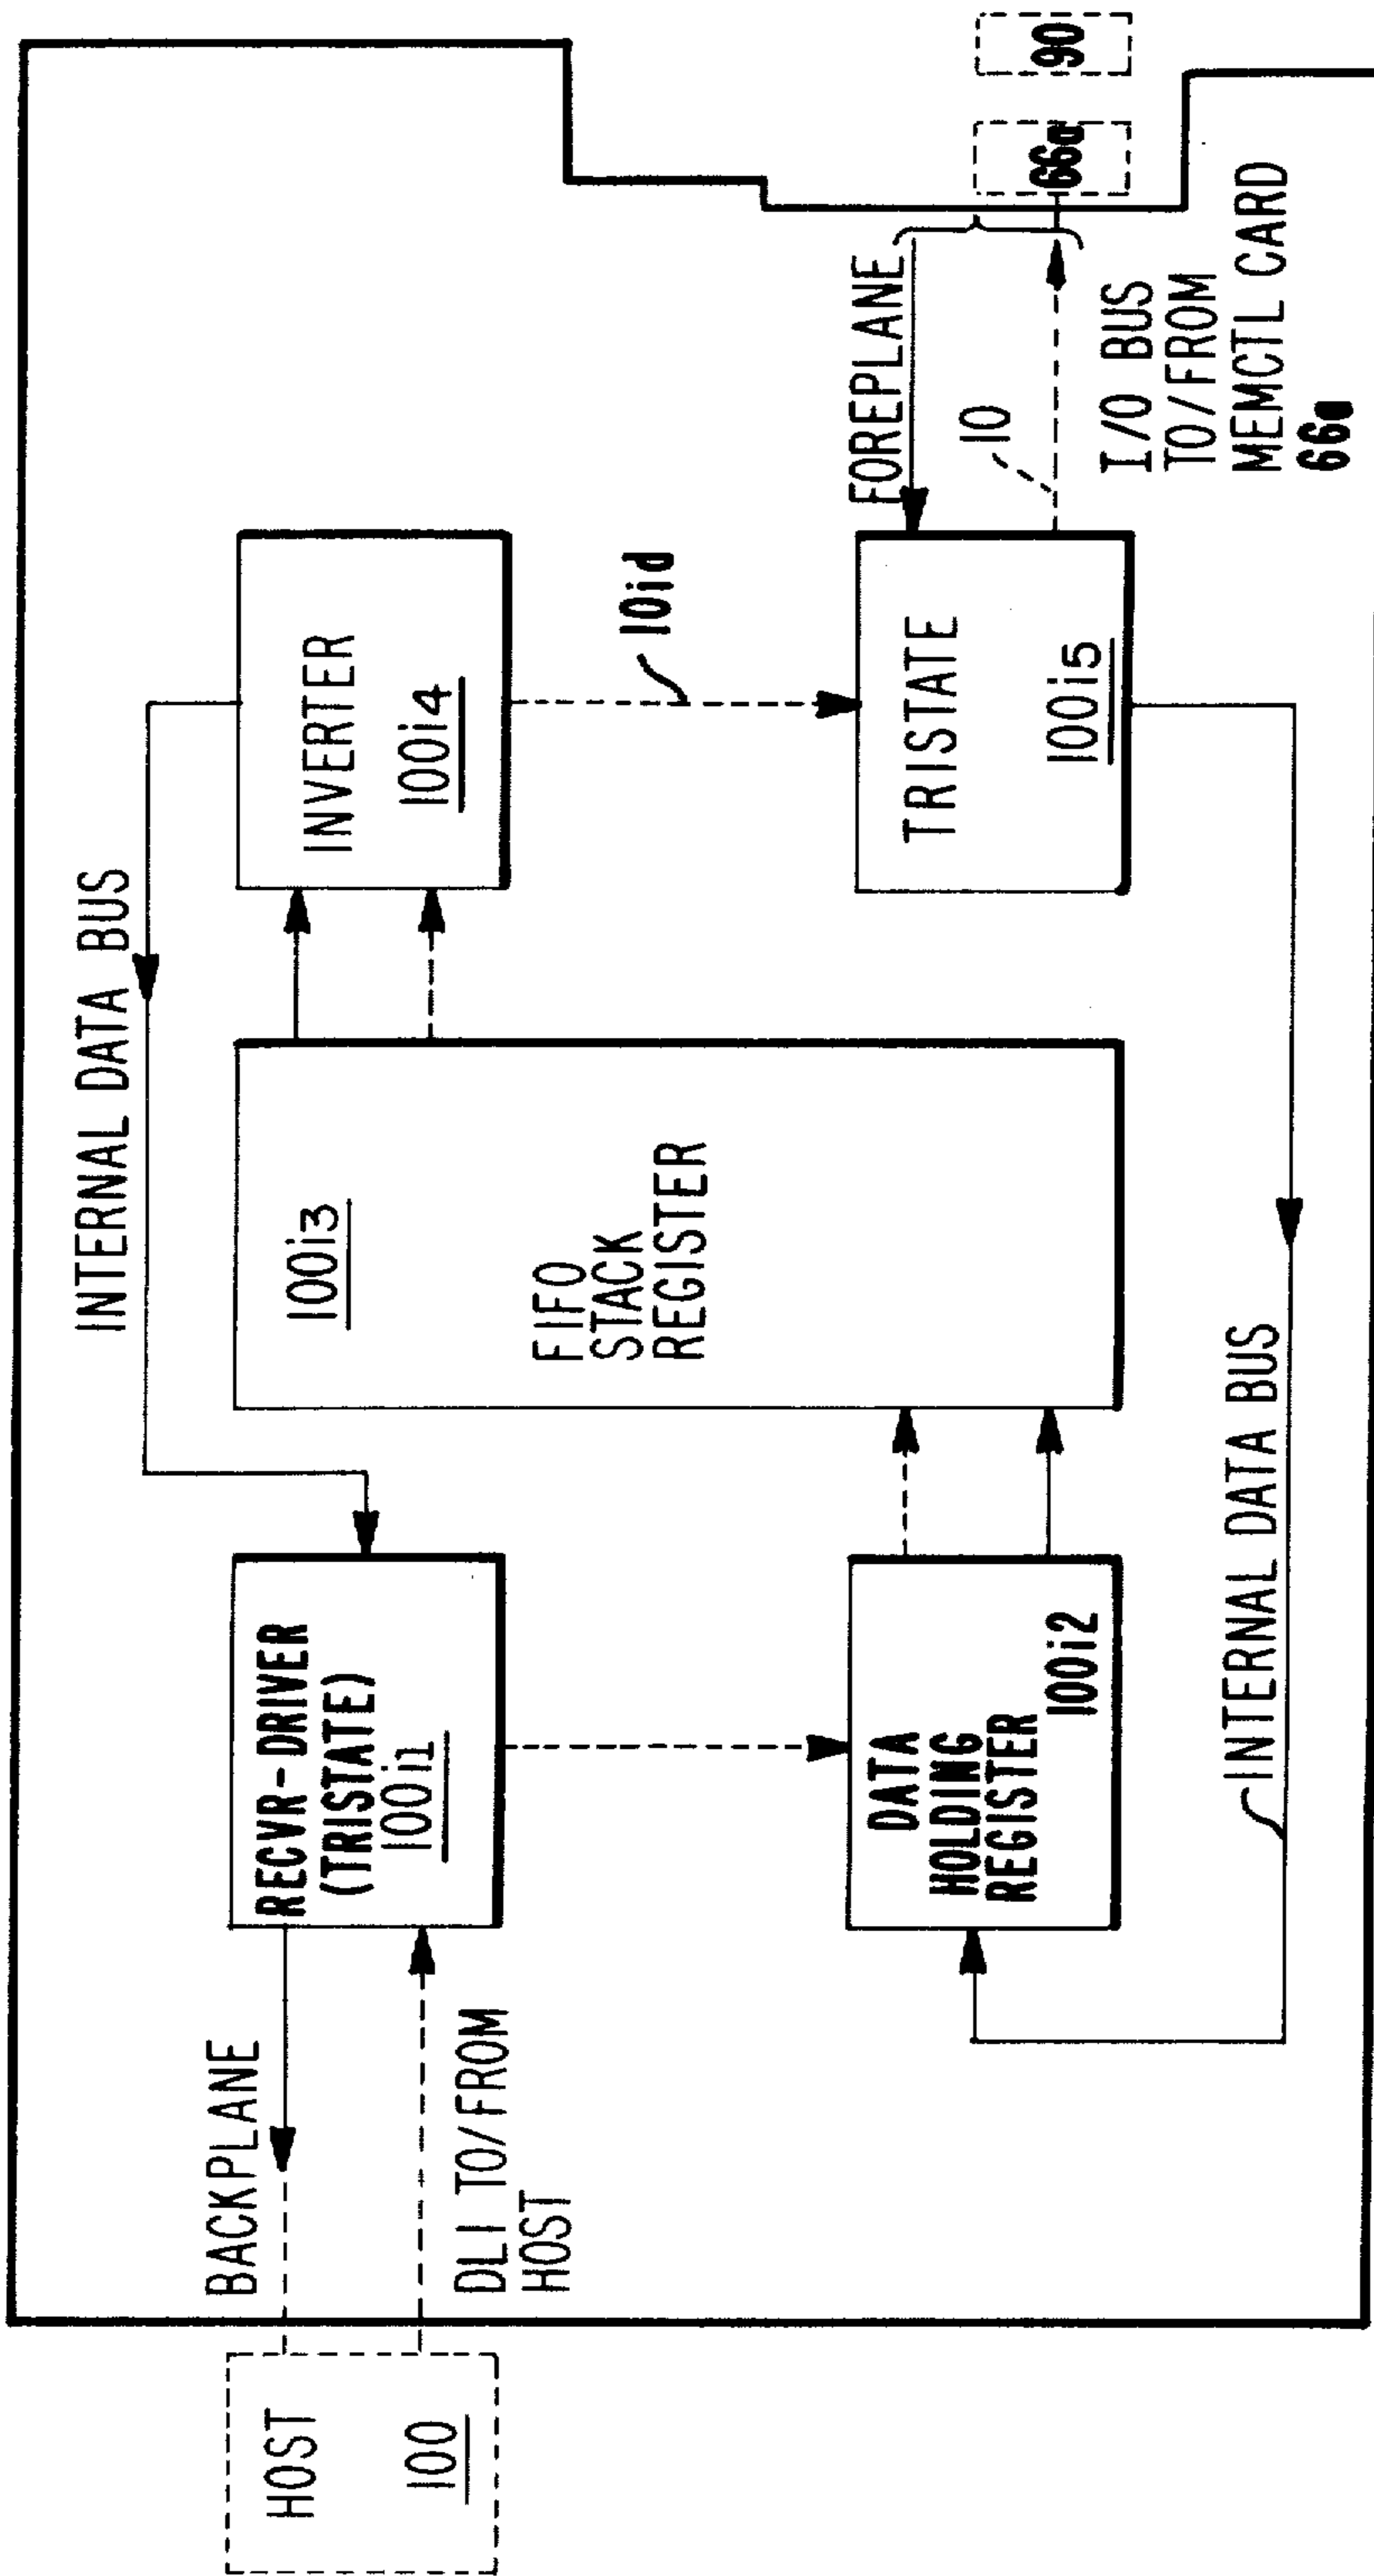 HOST
100
BACKPLANE
DLI TO/FROM
HOST
RECVR-DRIVER
(TRISTATE)
100i1
DATA
HOLDING
REGISTER
100i2
INTERNAL DATA BUS
INTERNAL DATA BUS
100i3
FIFO
STACK
REGISTER
INVERTER
100i4
10id
TRISTATE
100i5
FOREPLANE
10
I/O BUS
TO/FROM
MEMCTL CARD
66a
66a
90